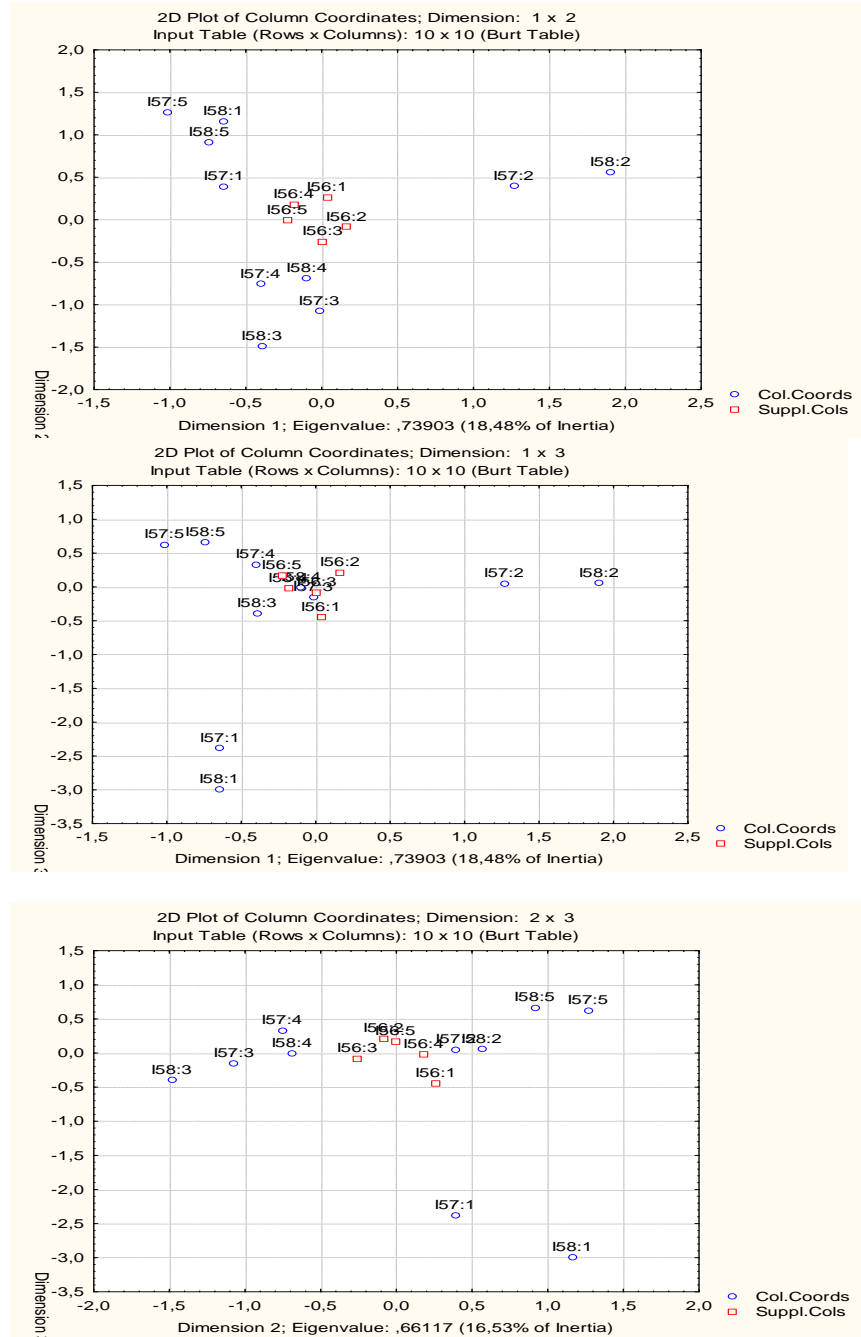 2D Plot of Column Coordinates; Dimension: 1 x 2
Input Table (Rows x Columns): 10 x 10 (Burt Table)
2,0
1,5
1,0
0,5
0,0
-0,5
-1,0
-1,5
-2,0
I57:5
I58:1
I58:5
I57:1
I57:2
I58:2
I56:4
I56:1
I56:5
I56:2
I56:3
I57:4
I58:4
I57:3
I58:3
-1,5 -1,0 -0,5 0,0 0,5 1,0 1,5 2,0 2,5
Dimension 1; Eigenvalue: ,73903 (18,48% of Inertia)
Dimension 2
Col.Coords
Suppl.Cols
2D Plot of Column Coordinates; Dimension: 1 x 3
Input Table (Rows x Columns): 10 x 10 (Burt Table)
1,5
1,0
0,5
0,0
-0,5
-1,0
-1,5
-2,0
-2,5
-3,0
-3,5
I57:5
I58:5
I57:4
I56:5
I56:2
I58:4
I56:3
I57:3
I57:2
I58:2
I58:3
I56:1
I57:1
I58:1
-1,5 -1,0 -0,5 0,0 0,5 1,0 1,5 2,0 2,5
Dimension 1; Eigenvalue: ,73903 (18,48% of Inertia)
Dimension
Col.Coords
Suppl.Cols
2D Plot of Column Coordinates; Dimension: 2 x 3
Input Table (Rows x Columns): 10 x 10 (Burt Table)
1,5
1,0
0,5
0,0
-0,5
-1,0
-1,5
-2,0
-2,5
-3,0
-3,5
I58:5
I57:5
I57:4
I56:2
I56:5
I58:4
I56:3
I56:4
I57:2
I58:2
I57:3
I58:3
I56:1
I57:1
I58:1
-2,0 -1,5 -1,0 -0,5 0,0 0,5 1,0 1,5 2,0
Dimension 2; Eigenvalue: ,66117 (16,53% of Inertia)
Dimension
Col.Coords
Suppl.Cols